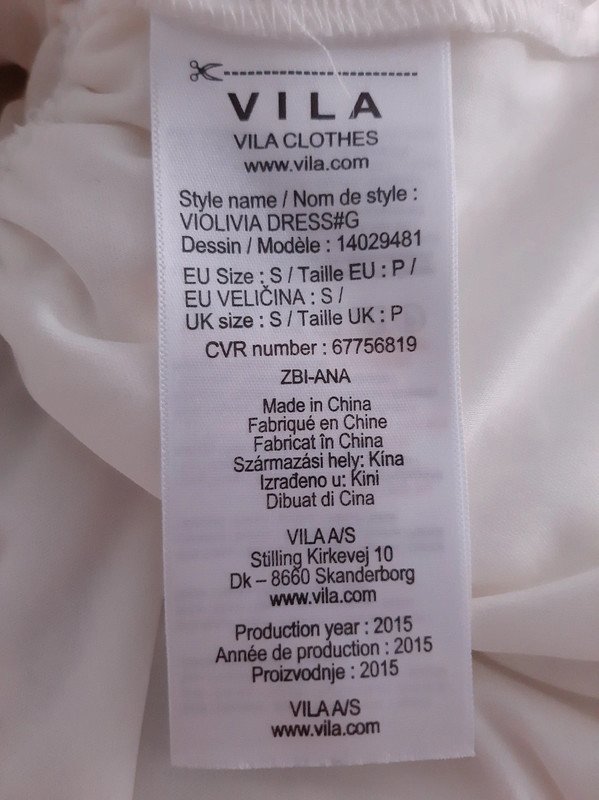 VILA
VILA CLOTHES
www.vila.com
Style name / Nom de style :
VIOLIVIA DRESS#G
Dessin / Modèle : 14029481
EU Size : S / Taille EU : P /
EU VELIČINA : S /
UK size : S / Taille UK : P
CVR number : 67756819
ZBI-ANA
Made in China
Fabriqué en Chine
Fabricat în China
Származási hely: Kína
Izrađeno u: Kini
Dibuat di Cina
VILA A/S
Stilling Kirkevej 10
Dk – 8660 Skanderborg
www.vila.com
Production year : 2015
Année de production : 2015
Proizvodnje : 2015
VILA A/S
www.vila.com